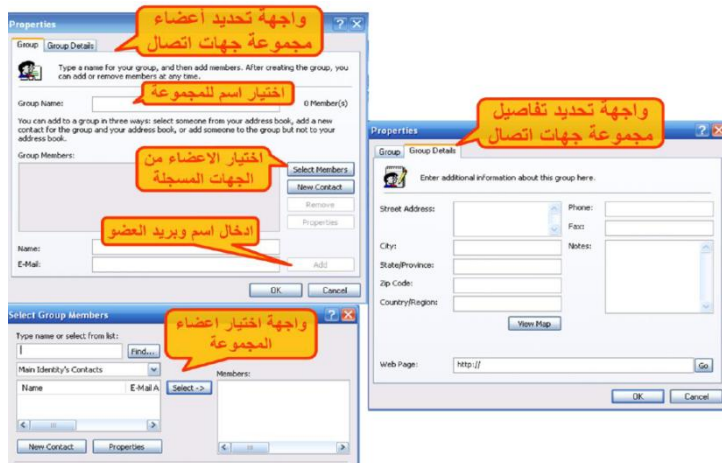 Properties
واجهة تحديد أعضاء
مجموعة جهات اتصال
Group
Group Details
Type a name for your group, and then add members. After creating the group, you
can add or remove members at any time.
Group Name:
اختيار اسم للمجموعة
0 Member(s)
You can add to a group in three ways: select someone from your address book, add a new
contact for the group and your address book, or add someone to the group but not to your
address book.
Group Members:
اختيار الاعضاء من
الجهات المسجلة
Select Members
New Contact
Remove
Properties
ادخال اسم وبريد العضو
Name:
E-Mail:
Add
OK
Cancel
Select Group Members
واجهة اختيار اعضاء
المجموعة
Type name or select from list:
Find...
Main Identity's Contacts
Members:
Name
E-Mail A
Select ->
New Contact
Properties
Properties
واجهة تحديد تفاصيل
مجموعة جهات اتصال
Group
Group Details
Enter additional information about this group here.
Street Address:
Phone:
Fax:
City:
Notes:
State/Province:
Zip Code:
Country/Region:
View Map
Web Page:
http://
Go
OK
Cancel